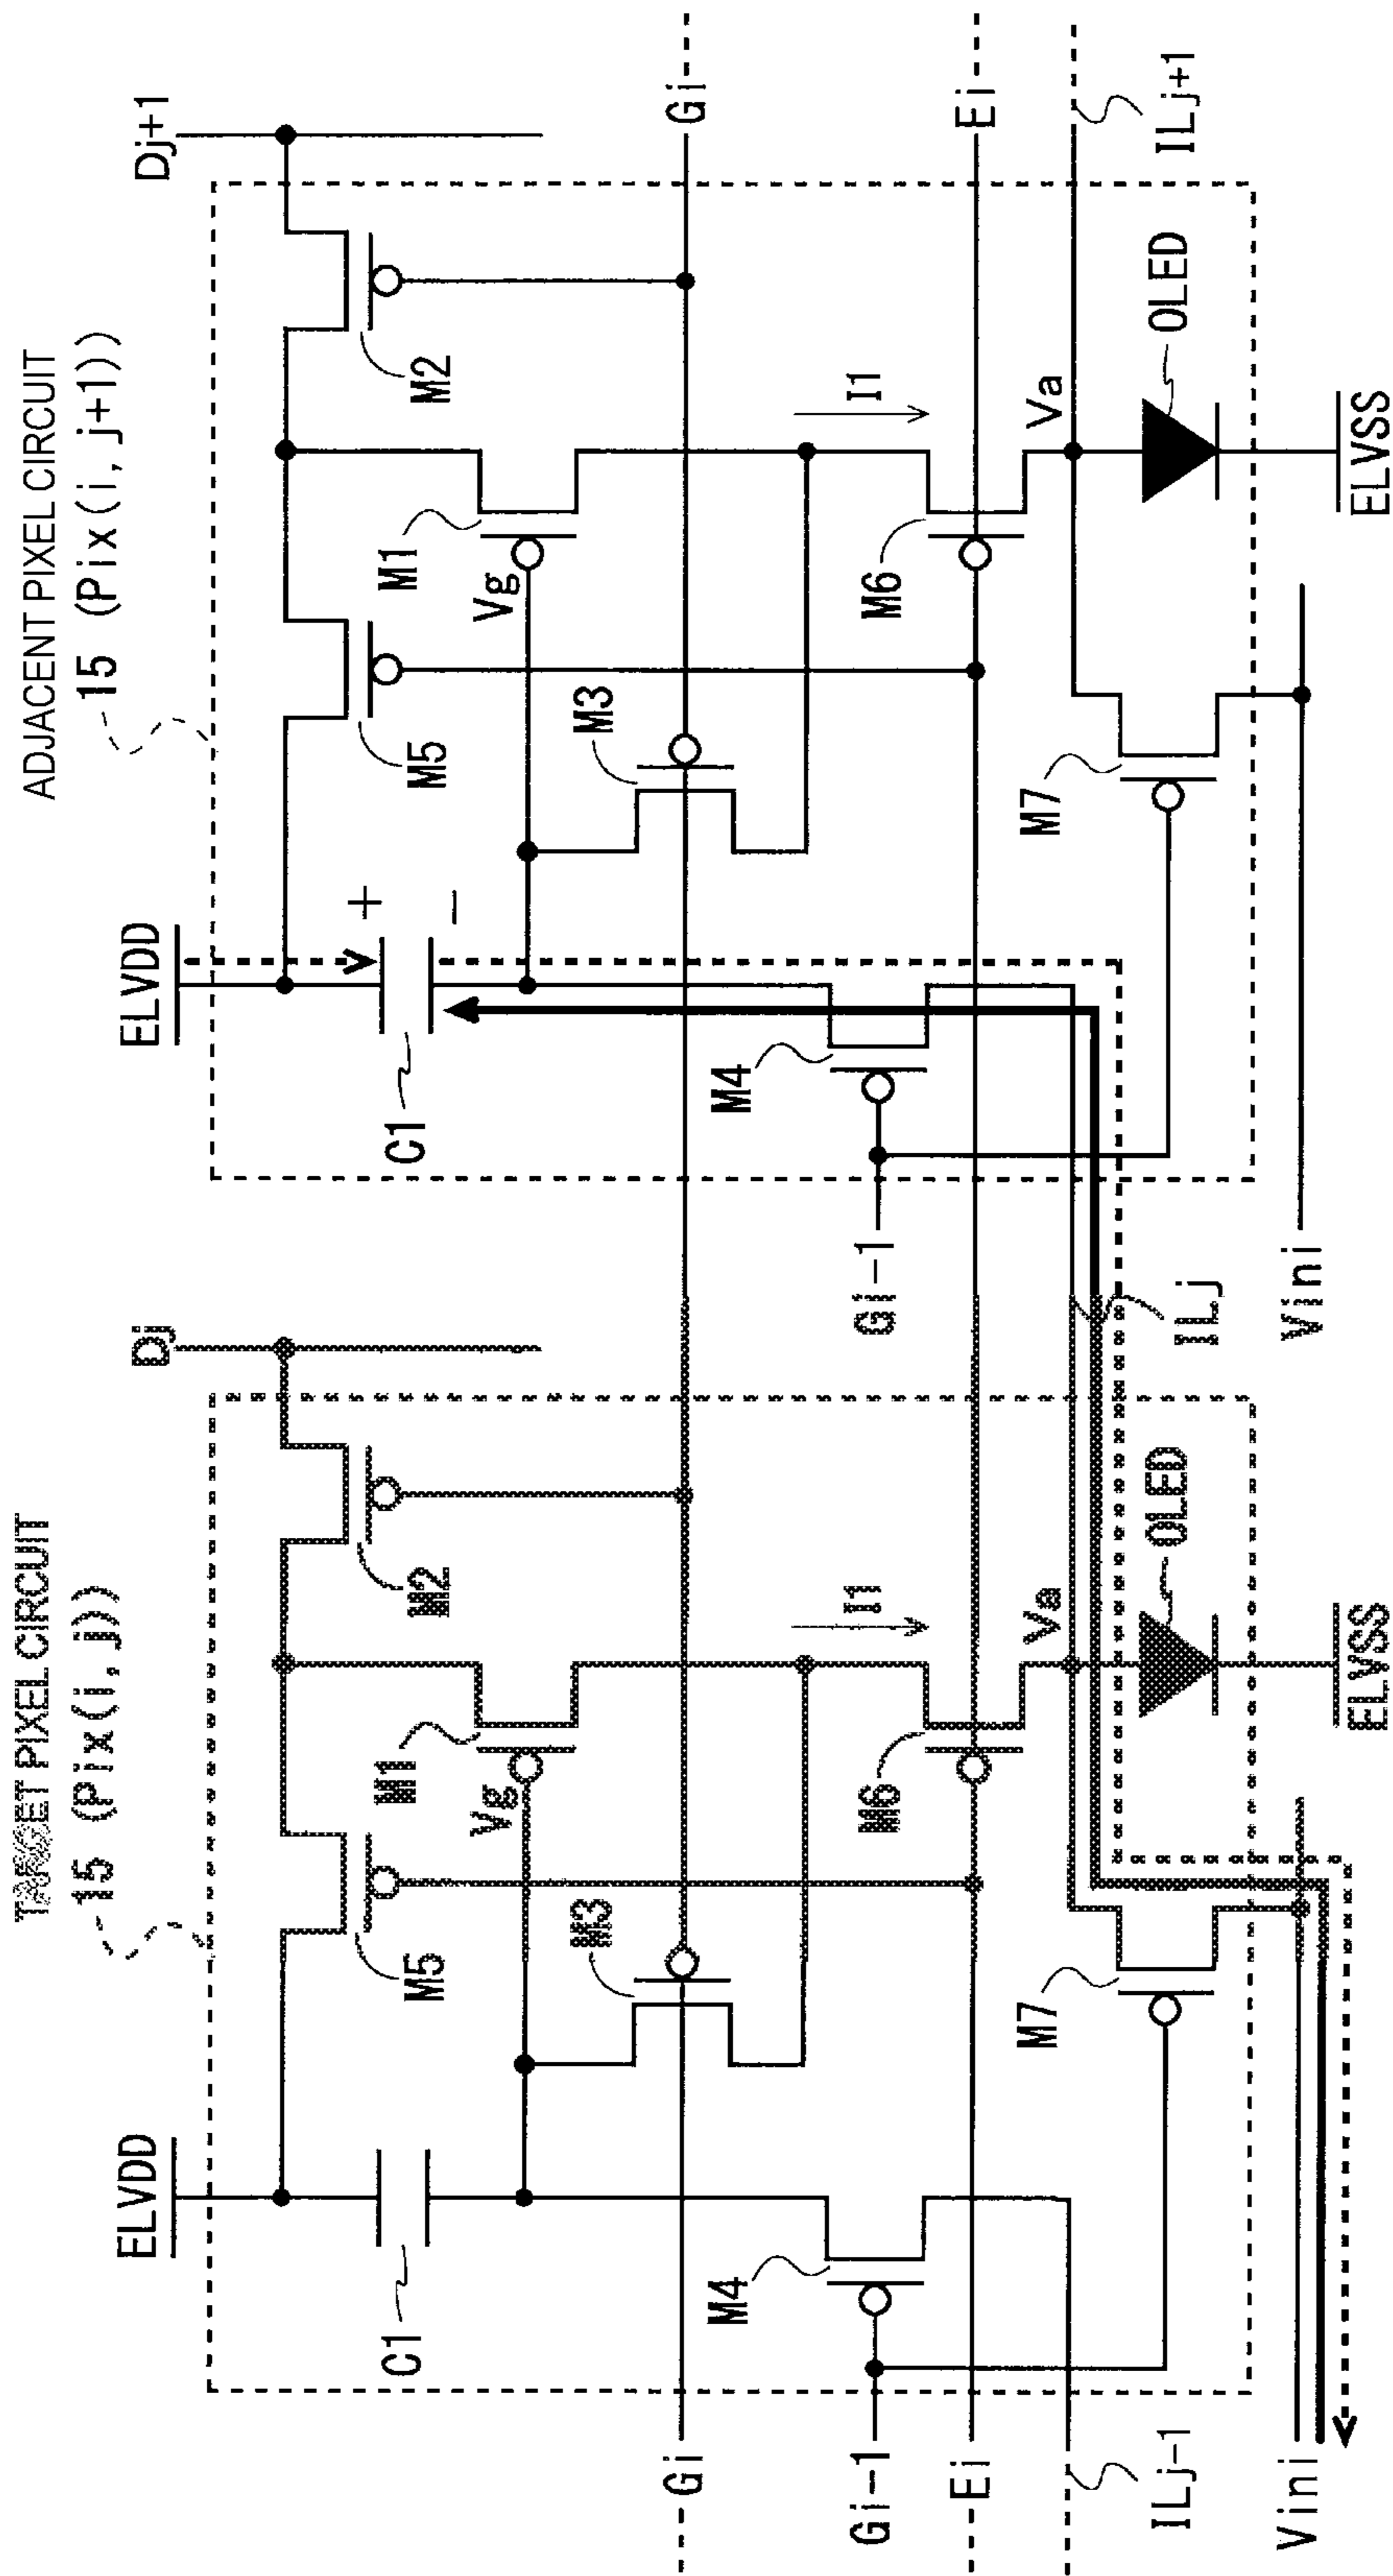 TARGET PIXEL CIRCUIT
15 (Pix(i, j))
ELVDD
C1
M5
M2
Dj
M1
Vg
M3
M4
I1
M6
Va
M7
OLED
ELVSS
Gi
Gi-1
Ei
ILj-1
Vini
ADJACENT PIXEL CIRCUIT
15 (Pix(i, j+1))
ELVDD
+
−
C1
M5
M2
Dj+1
M1
Vg
M3
M4
I1
M6
Va
M7
OLED
ELVSS
Gi
Gi-1
Ei
ILj
ILj+1
Vini